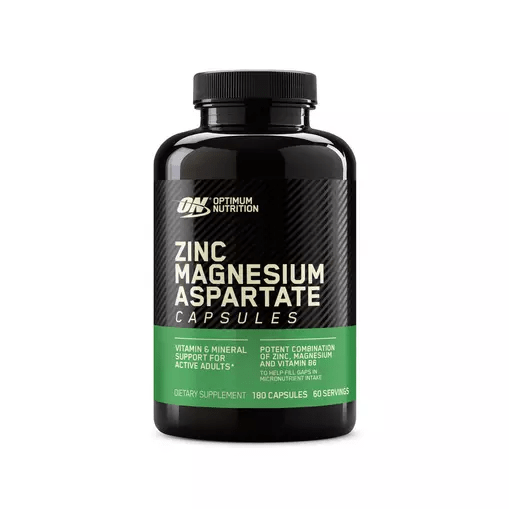 ON OPTIMUM
NUTRITION
ZINC
MAGNESIUM
ASPARTATE
CAPSULES
VITAMIN & MINERAL
SUPPORT FOR
ACTIVE ADULTS*
POTENT COMBINATION
OF ZINC, MAGNESIUM
AND VITAMIN B6
TO HELP FILL GAPS IN
MICRONUTRIENT INTAKE
DIETARY SUPPLEMENT 180 CAPSULES 60 SERVINGS